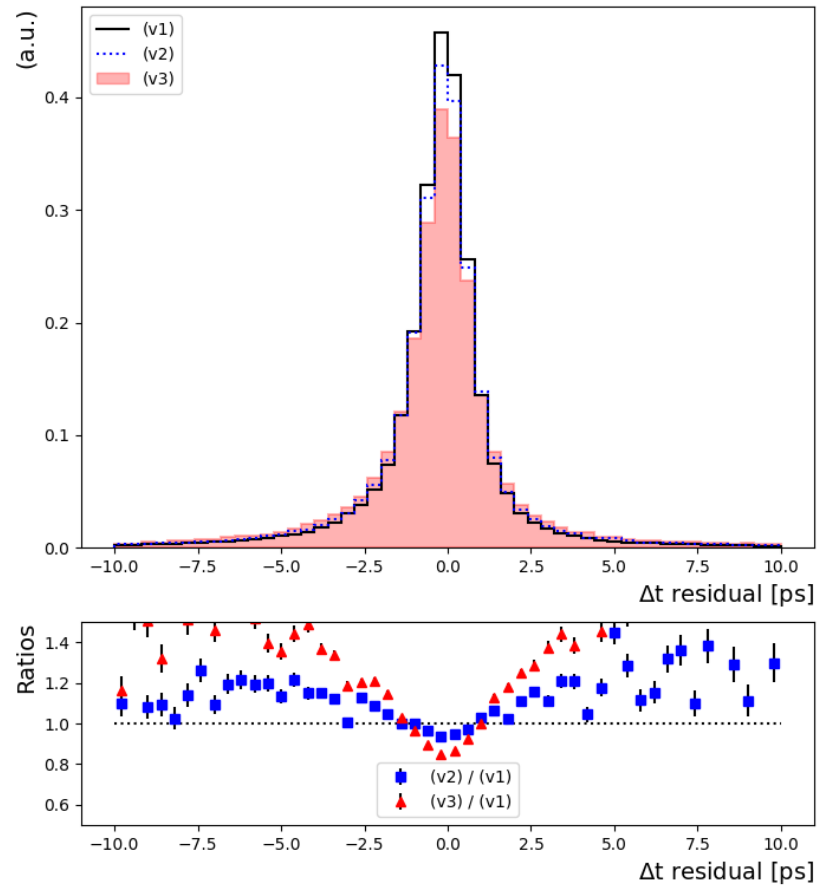 (a.u.)
(v1)
(v2)
(v3)
0.4
0.3
0.2
0.1
0.0
−10.0 −7.5 −5.0 −2.5 0.0 2.5 5.0 7.5 10.0
Δt residual [ps]
Ratios
1.4
1.2
1.0
0.8
0.6
(v2) / (v1)
(v3) / (v1)
−10.0 −7.5 −5.0 −2.5 0.0 2.5 5.0 7.5 10.0
Δt residual [ps]